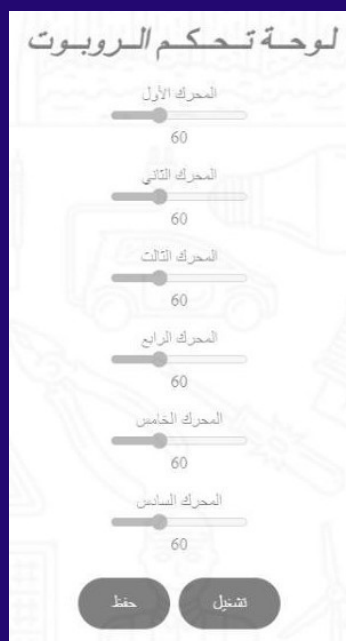 لوحة تحكم الروبوت
المحرك الأول
60
المحرك الثاني
60
المحرك الثالث
60
المحرك الرابع
60
المحرك الخامس
60
المحرك السادس
60
تشغيل حفظ